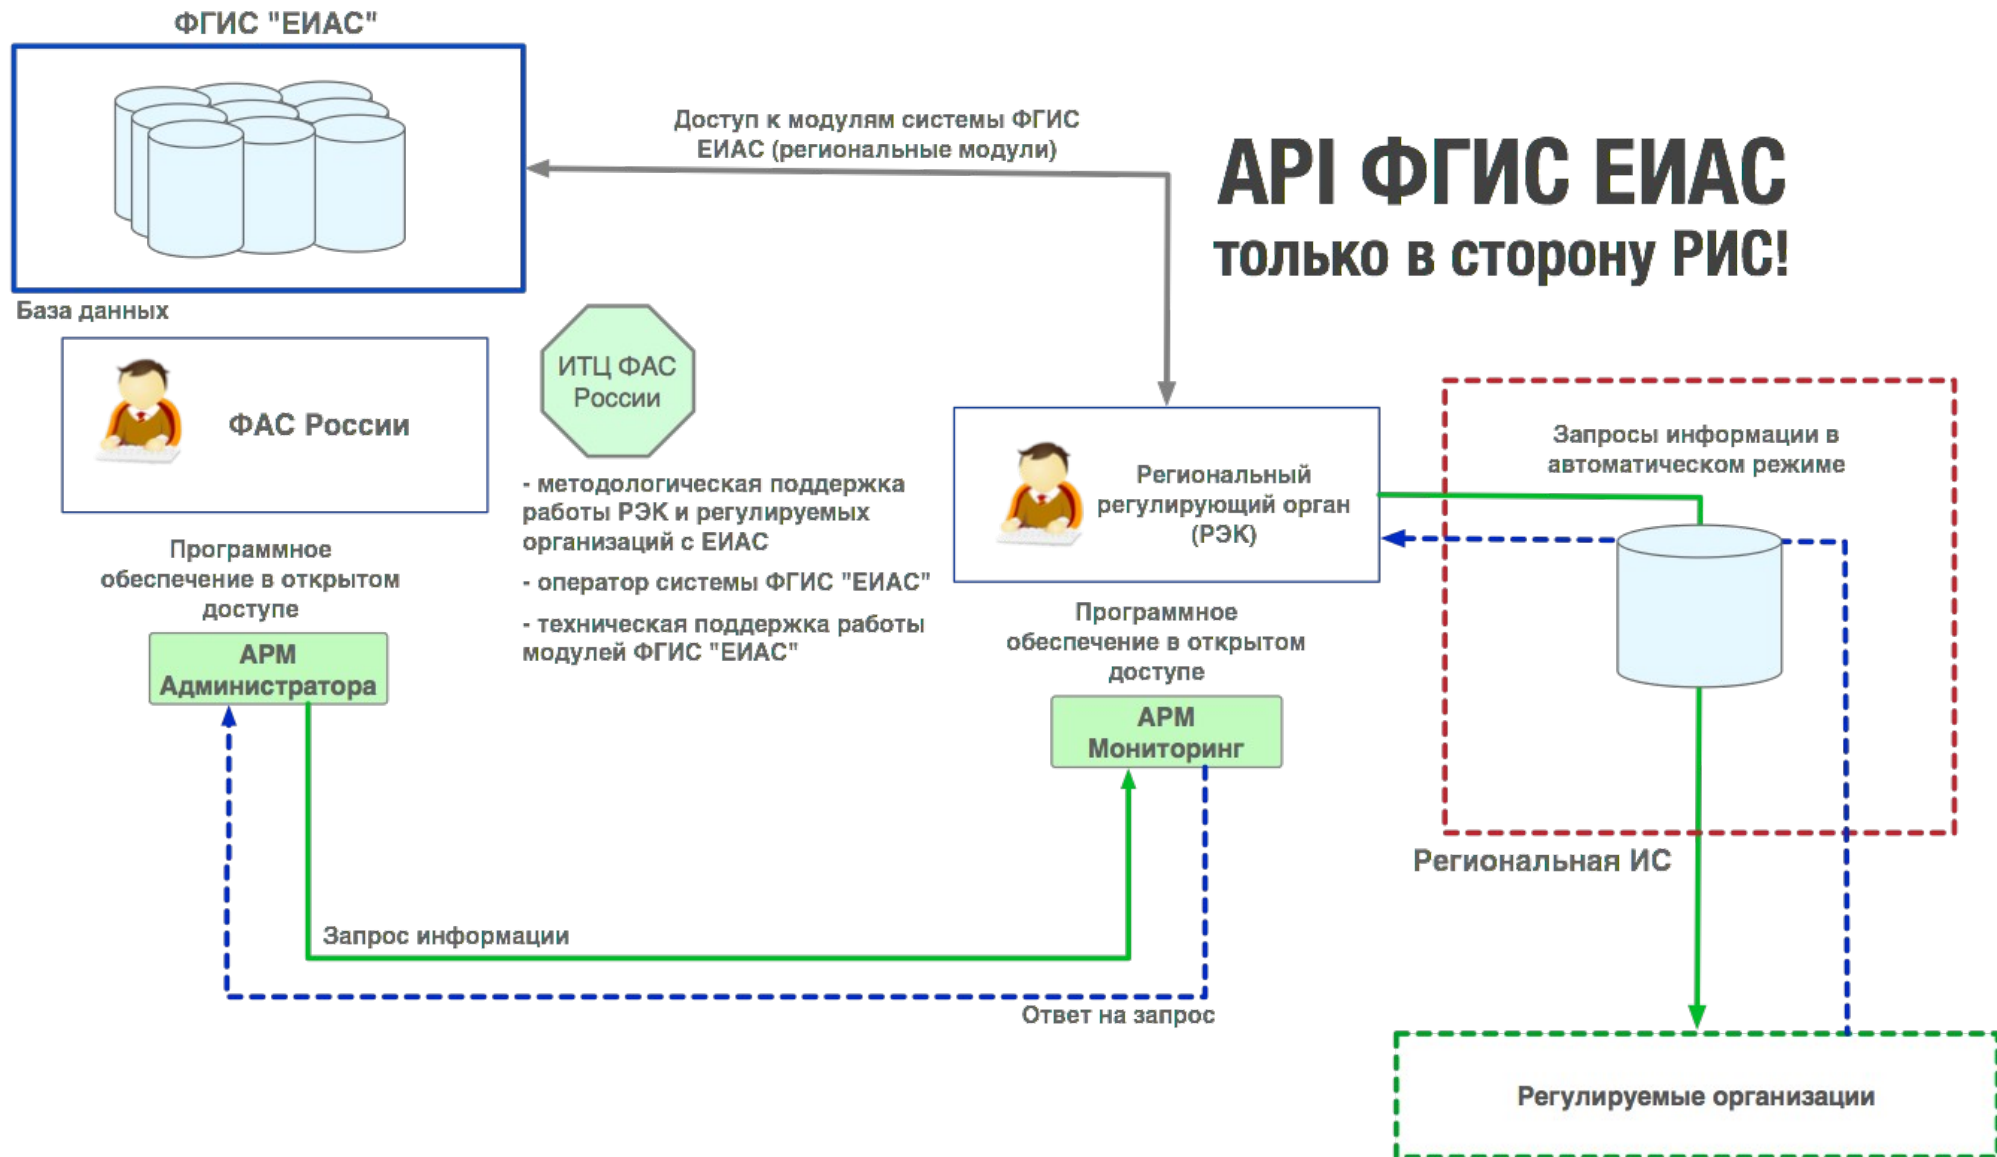 ФГИС "ЕИАС"
База данных
Доступ к модулям системы ФГИС
ЕИАС (региональные модули)
API ФГИС ЕИАС
только в сторону РИС!
ФАС России
ИТЦ ФАС
России
- методологическая поддержка
работы РЭК и регулируемых
организаций с ЕИАС
- оператор системы ФГИС "ЕИАС"
- техническая поддержка работы
модулей ФГИС "ЕИАС"
Региональный
регулирующий орган
(РЭК)
Запросы информации в
автоматическом режиме
Программное
обеспечение в открытом
доступе
АРМ
Администратора
Программное
обеспечение в открытом
доступе
АРМ
Мониторинг
Региональная ИС
Запрос информации
Ответ на запрос
Регулируемые организации